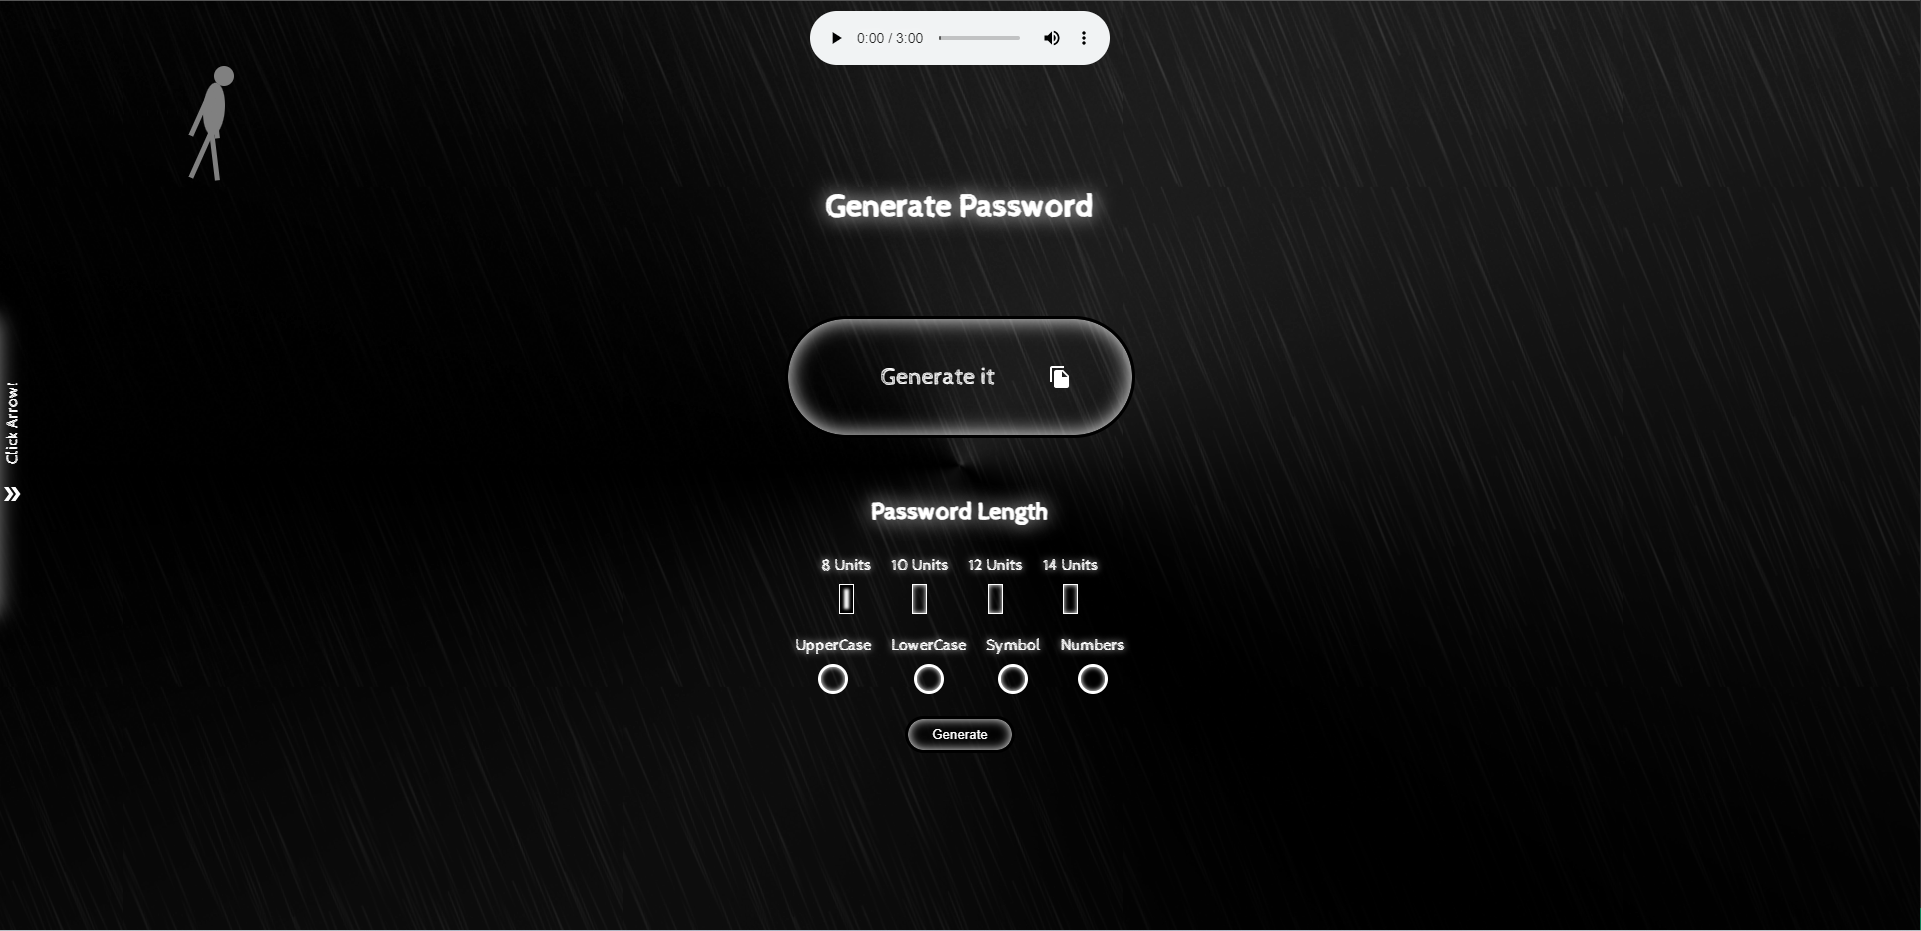 0:00 / 3:00
Generate Password
Generate it
Click Arrow!
Password Length
8 Units 10 Units 12 Units 14 Units
UpperCase LowerCase Symbol Numbers
Generate